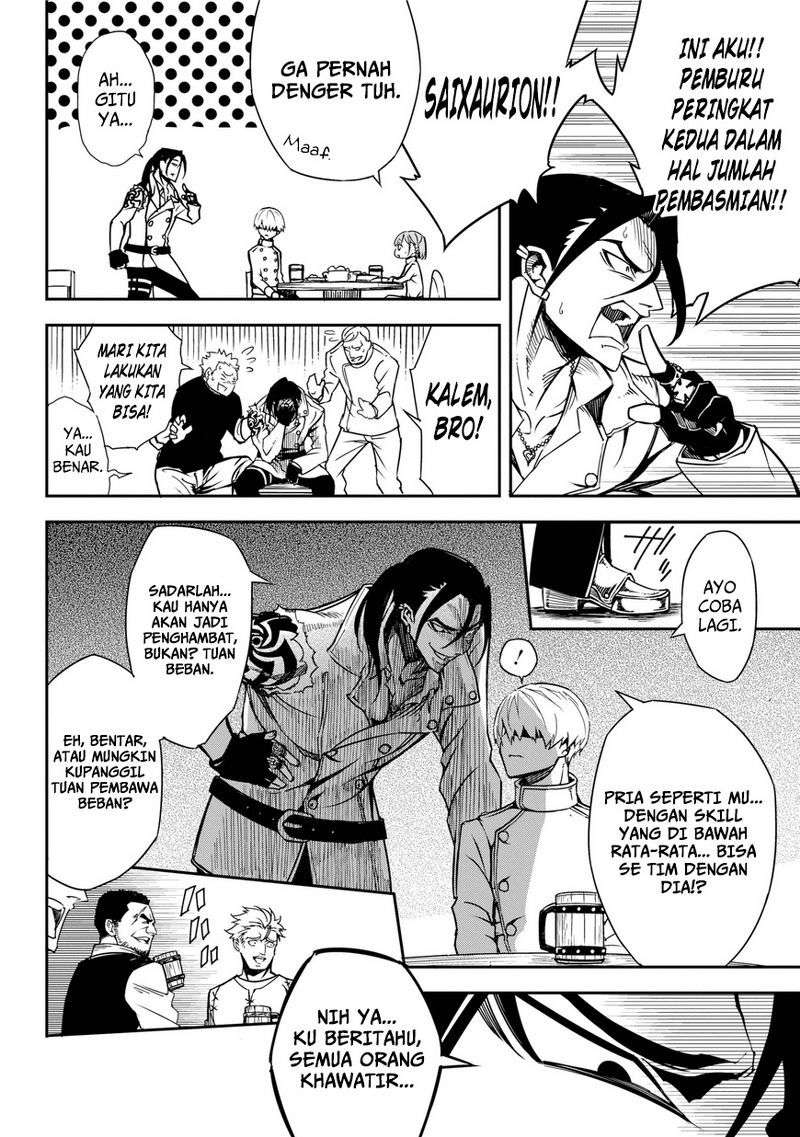 INI AKU!!
PEMBURU
PERINGKAT
KEDUA DALAM
HAL JUMLAH
PEMBASMIAN!!
SAIXAURION!!
GA PERNAH
DENGER TUH.
Maaf.
AH...
GITU
YA...
KALEM,
BRO!
MARI KITA
LAKUKAN
YANG KITA
BISA!
YA...
KAU
BENAR.
AYO
COBA
LAGI.
!
PRIA SEPERTI MU...
DENGAN SKILL
YANG DI BAWAH
RATA-RATA... BISA
SE TIM DENGAN
DIA!?
SADARLAH...
KAU HANYA
AKAN JADI
PENGHAMBAT,
BUKAN? TUAN
BEBAN.
EH, BENTAR,
ATAU MUNGKIN
KUPANGGIL
TUAN PEMBAWA
BEBAN?
NIH YA...
KU BERITAHU,
SEMUA ORANG
KHAWATIR...